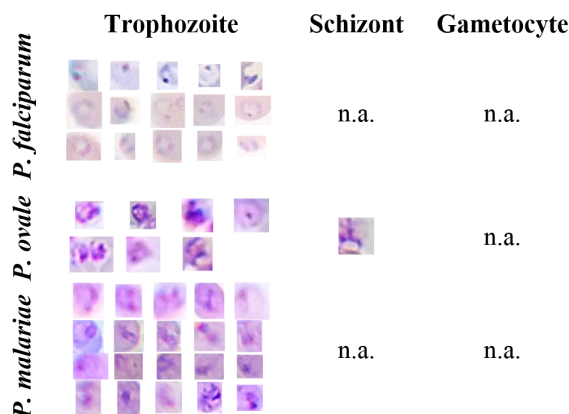 Trophozoite Schizont Gametocyte
P. falciparum n.a. n.a.
P. ovale n.a.
P. malariae n.a. n.a.